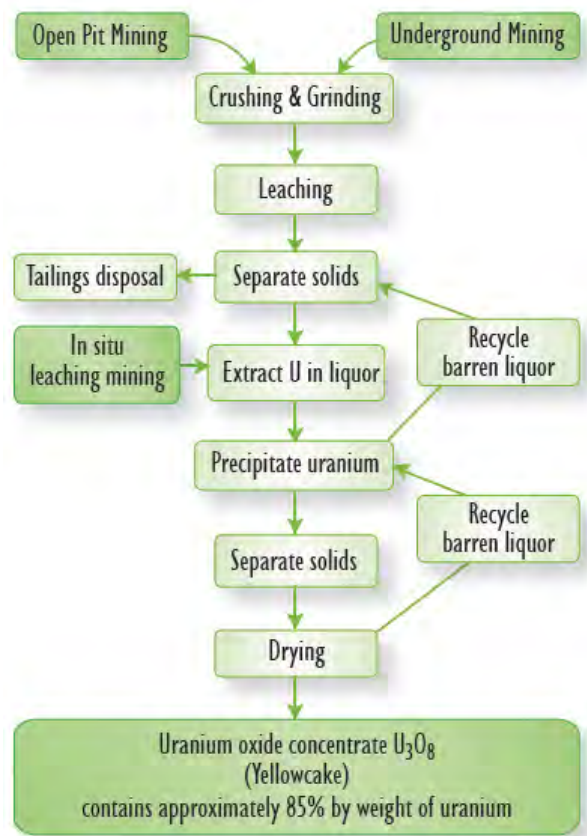 Open Pit Mining
Underground Mining
Crushing & Grinding
Leaching
Tailings disposal
Separate solids
In situ
leaching mining
Extract U in liquor
Recycle
barren liquor
Precipitate uranium
Recycle
barren liquor
Separate solids
Drying
Uranium oxide concentrate U₃O₈
(Yellowcake)
contains approximately 85% by weight of uranium